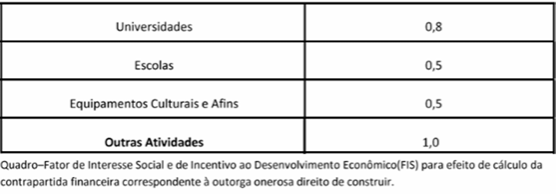 Universidades 0,8
Escolas 0,5
Equipamentos Culturais e Afins 0,5
Outras Atividades 1,0
Quadro–Fator de Interesse Social e de Incentivo ao Desenvolvimento Econômico(FIS) para efeito de cálculo da
contrapartida financeira correspondente à outorga onerosa direito de construir.